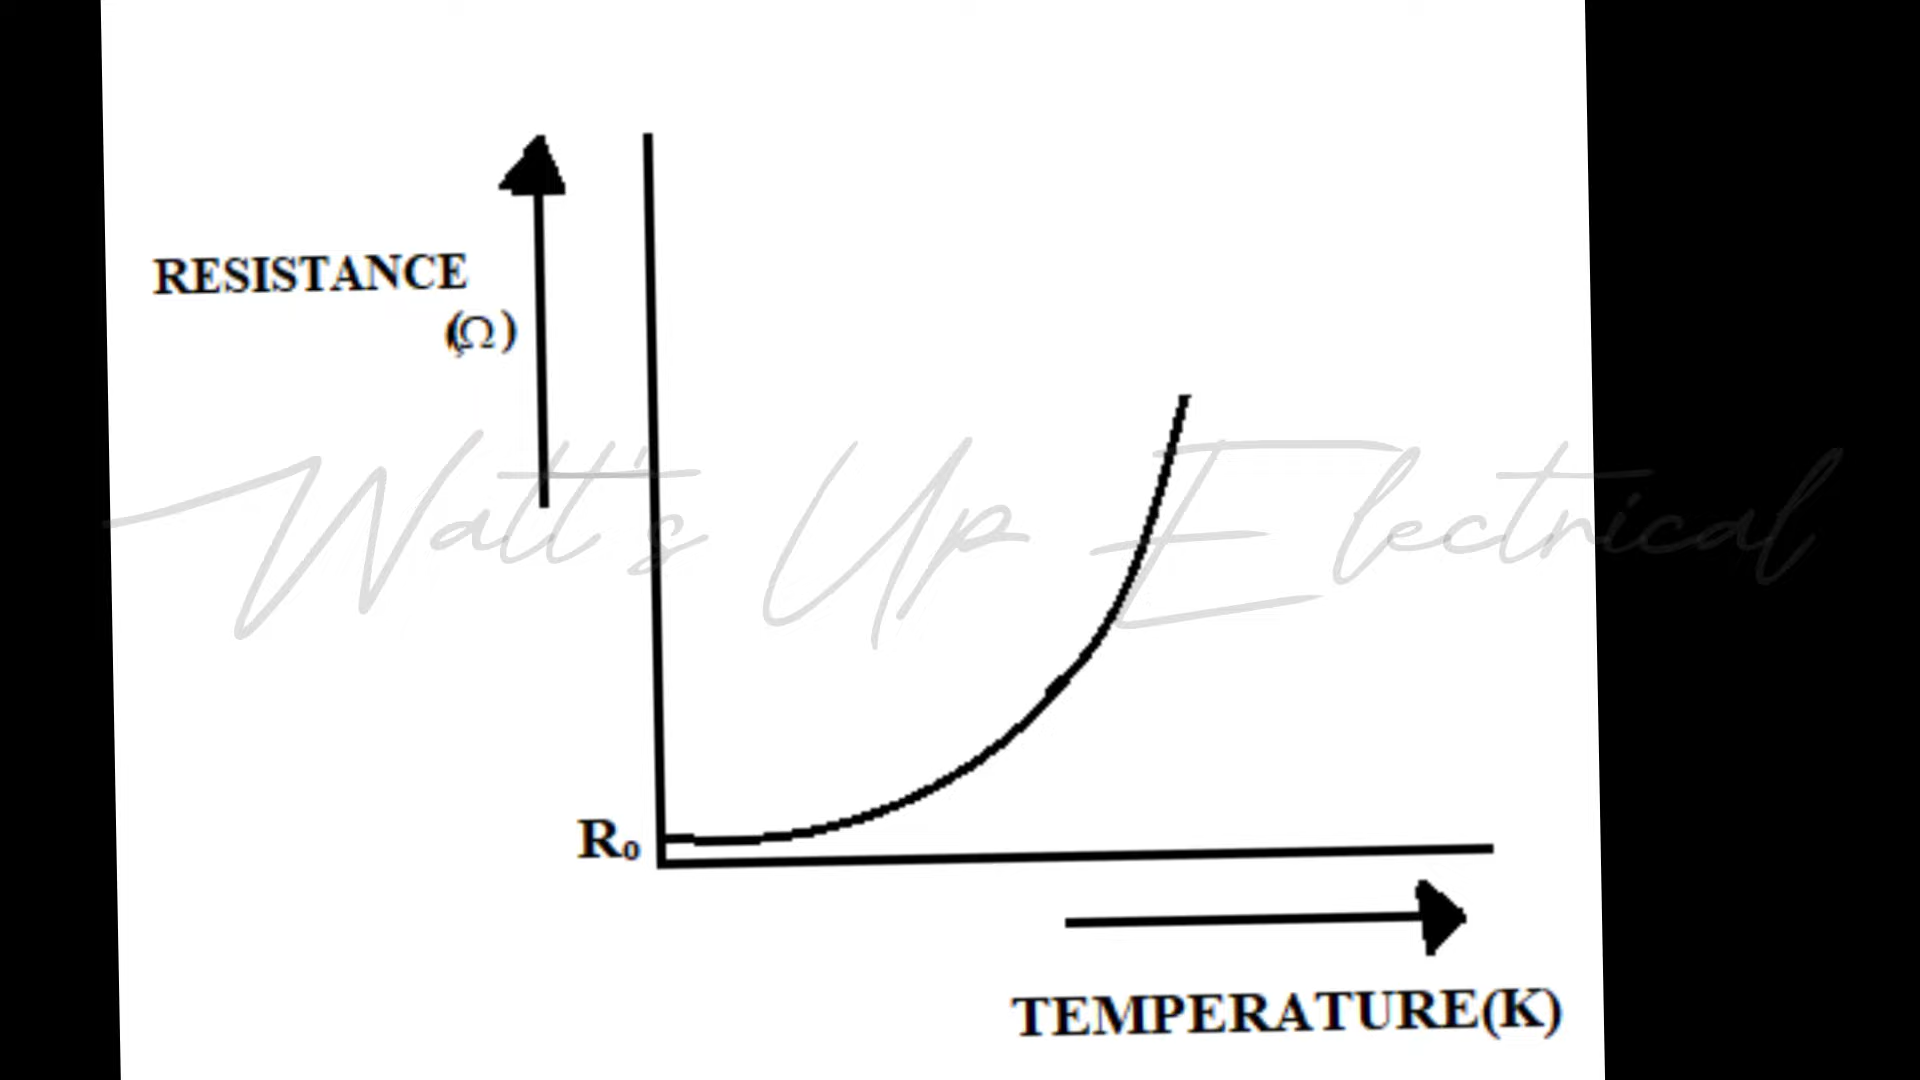 RESISTANCE
(Ω)
Watt's Up Electrical
R₀
TEMPERATURE(K)